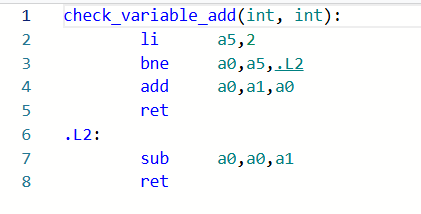 1 check_variable_add(int, int):
2 li a5,2
3 bne a0,a5,.L2
4 add a0,a1,a0
5 ret
6 .L2:
7 sub a0,a0,a1
8 ret